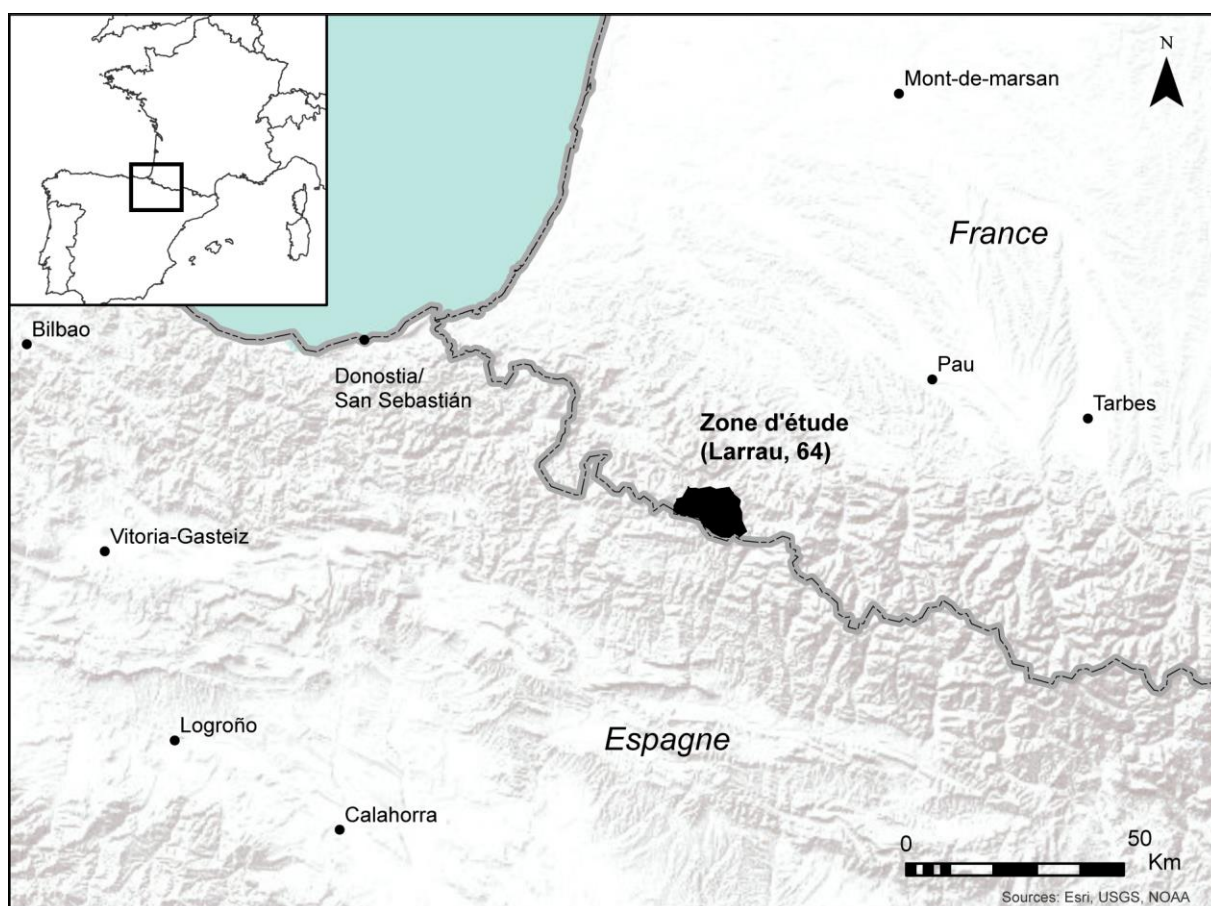 N
Mont-de-marsan
France
Bilbao
Donostia/
San Sebastián
Pau
Tarbes
Zone d'étude
(Larrau, 64)
Vitoria-Gasteiz
Logroño
Espagne
Calahorra
0 50
Km
Sources: Esri, USGS, NOAA